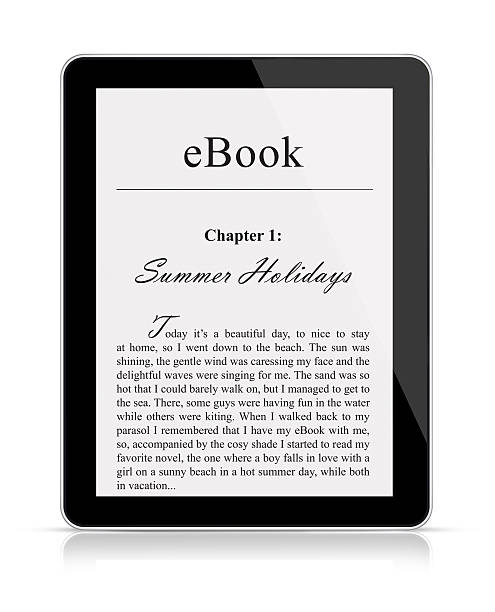 eBook
Chapter 1:
Summer Holidays
Today it's a beautiful day, to nice to stay
at home, so I went down to the beach. The sun was
shining, the gentle wind was caressing my face and the
delightful waves were singing for me. The sand was so
hot that I could barely walk on, but I managed to get to
the sea. There, some guys were having fun in the water
while others were kiting. When I walked back to my
parasol I remembered that I have my eBook with me,
so, accompanied by the cosy shade I started to read my
favorite novel, the one where a boy falls in love with a
girl on a sunny beach in a hot summer day, while both
in vacation...